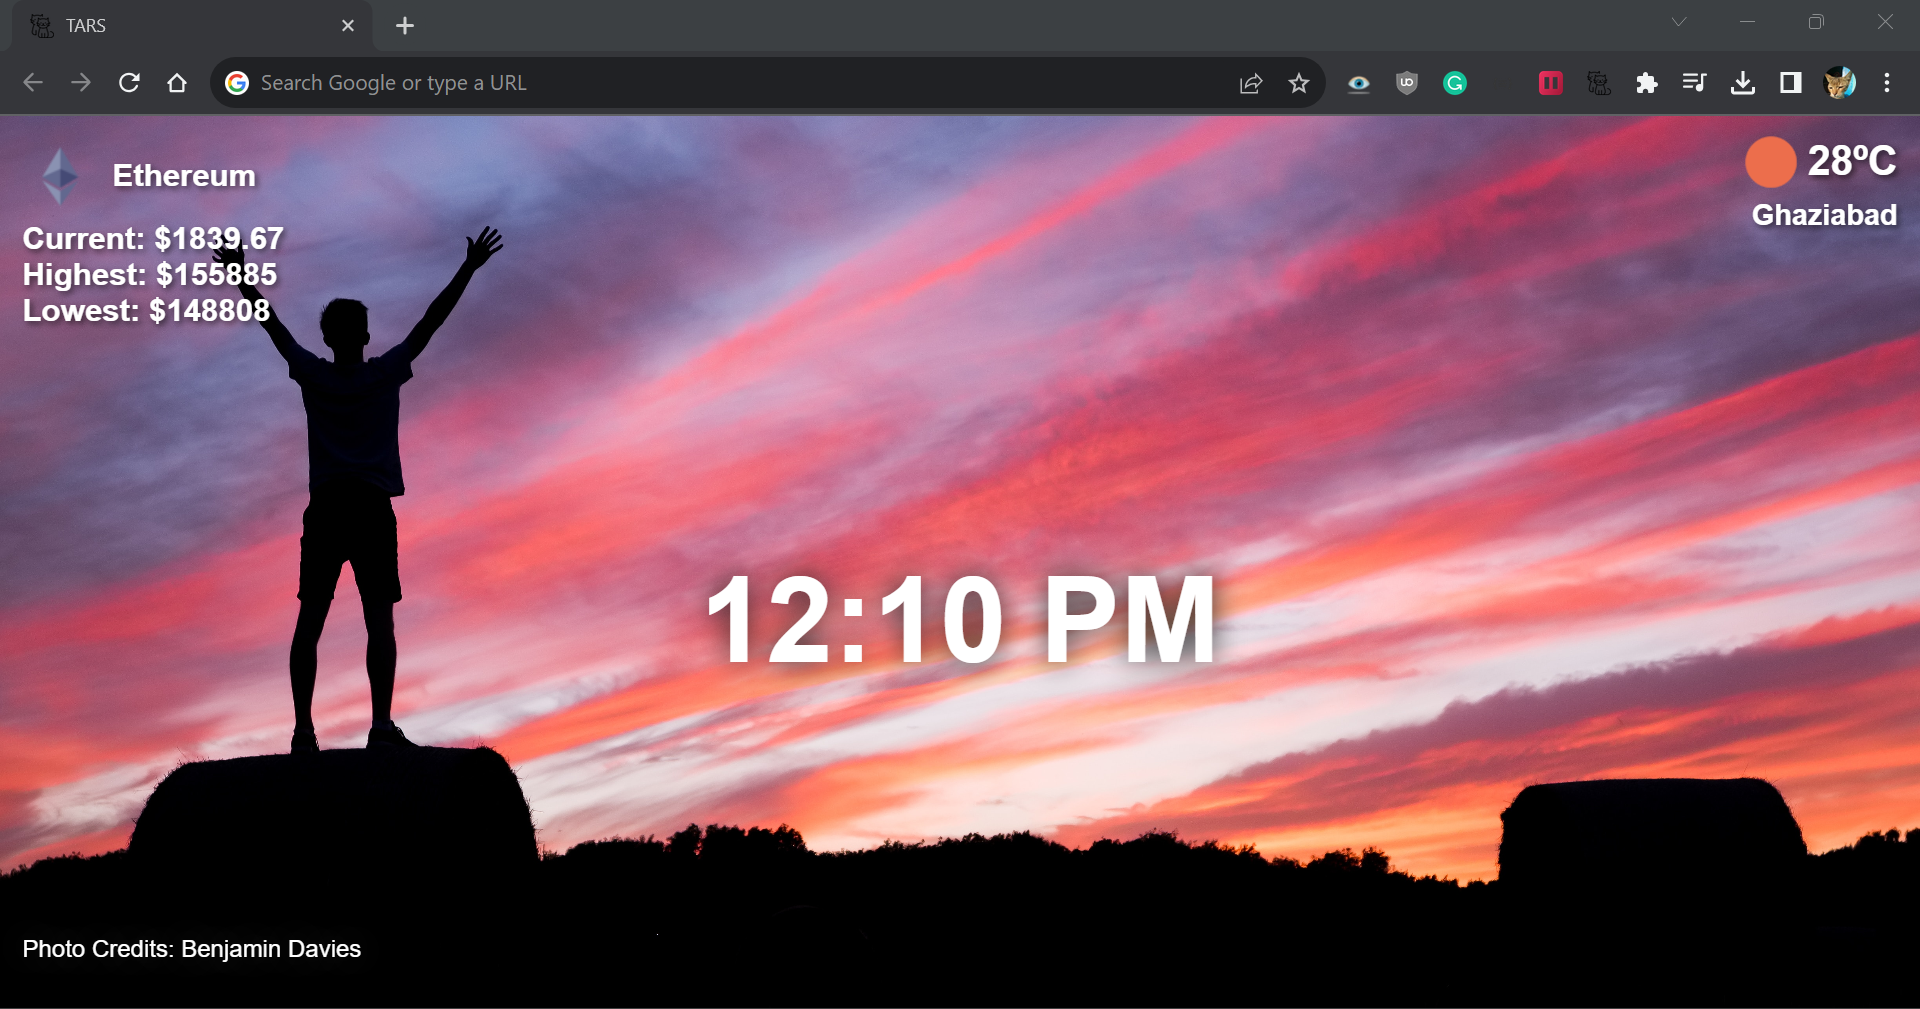 TARS
Search Google or type a URL
Ethereum
Current: $1839.67
Highest: $155885
Lowest: $148808
28ºC
Ghaziabad
12:10 PM
Photo Credits: Benjamin Davies